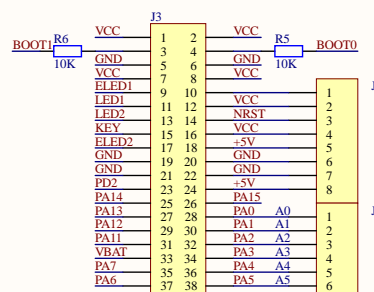 J3
VCC 1 2 VCC
BOOT1 R6 10K 3 4 R5 10K BOOT0
GND 5 6 GND
VCC 7 8 VCC
ELED1 9 10 1
LED1 11 12 VCC 2
LED2 13 14 NRST 3
KEY 15 16 VCC 4
ELED2 17 18 +5V 5
GND 19 20 GND 6
GND 21 22 GND 7
PD2 23 24 +5V 8
PA14 25 26 PA15
PA13 27 28 PA0 A0 1
PA12 29 30 PA1 A1 2
PA11 31 32 PA2 A2 3
VBAT 33 34 PA3 A3 4
PA7 35 36 PA4 A4 5
PA6 37 38 PA5 A5 6